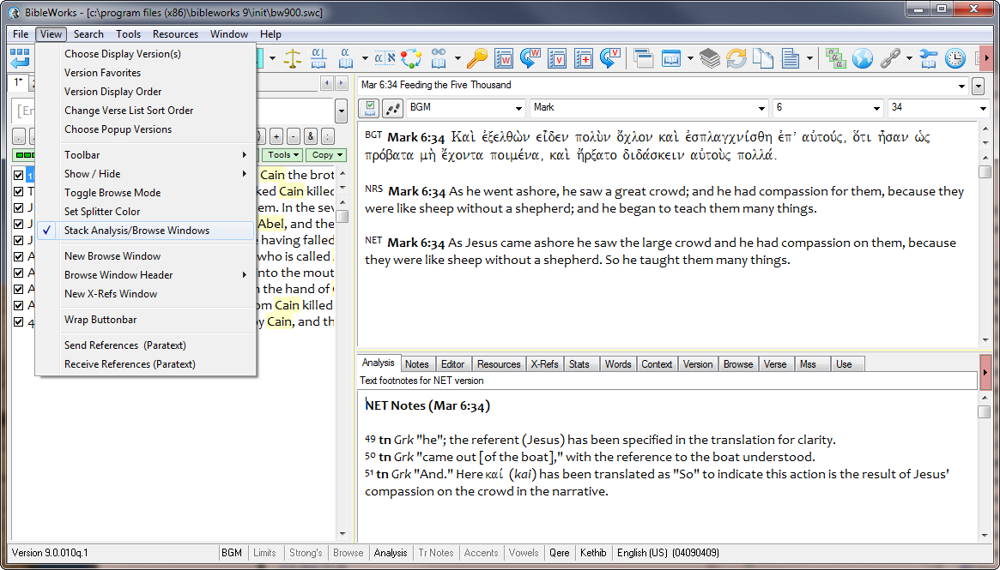 BibleWorks - [c:\program files (x86)\bibleworks 9\init\bw900.swc]
File View Search Tools Resources Window Help
Choose Display Version(s)
Version Favorites
Version Display Order
Change Verse List Sort Order
Choose Popup Versions
Toolbar
Show / Hide
Toggle Browse Mode
Set Splitter Color
Stack Analysis/Browse Windows
New Browse Window
Browse Window Header
New X-Refs Window
Wrap Buttonbar
Send References (Paratext)
Receive References (Paratext)
1*
[En
+ - & :
Tools Copy
Cain the brot
ked Cain killed
em. In the sev
Abel, and the
having falled
who is called
nto the mout
the hand of
om Cain killed
by Cain, and th
Mar 6:34 Feeding the Five Thousand
BGM Mark 6 34
BGT Mark 6:34 Καὶ ἐξελθὼν εἶδεν πολὺν ὄχλον καὶ ἐσπλαγχνίσθη ἐπ’ αὐτούς, ὅτι ἦσαν ὡς
πρόβατα μὴ ἔχοντα ποιμένα, καὶ ἤρξατο διδάσκειν αὐτοὺς πολλά.
NRS Mark 6:34 As he went ashore, he saw a great crowd; and he had compassion for them, because they
were like sheep without a shepherd; and he began to teach them many things.
NET Mark 6:34 As Jesus came ashore he saw the large crowd and he had compassion on them, because
they were like sheep without a shepherd. So he taught them many things.
Analysis Notes Editor Resources X-Refs Stats Words Context Version Browse Verse Mss Use
Text footnotes for NET version
NET Notes (Mar 6:34)
49 tn Grk "he"; the referent (Jesus) has been specified in the translation for clarity.
50 tn Grk "came out [of the boat]," with the reference to the boat understood.
51 tn Grk "And." Here καί (kai) has been translated as "So" to indicate this action is the result of Jesus'
compassion on the crowd in the narrative.
Version 9.0.010q.1 BGM Limits Strong's Browse Analysis Tr Notes Accents Vowels Qere Kethib English (US) (04090409)